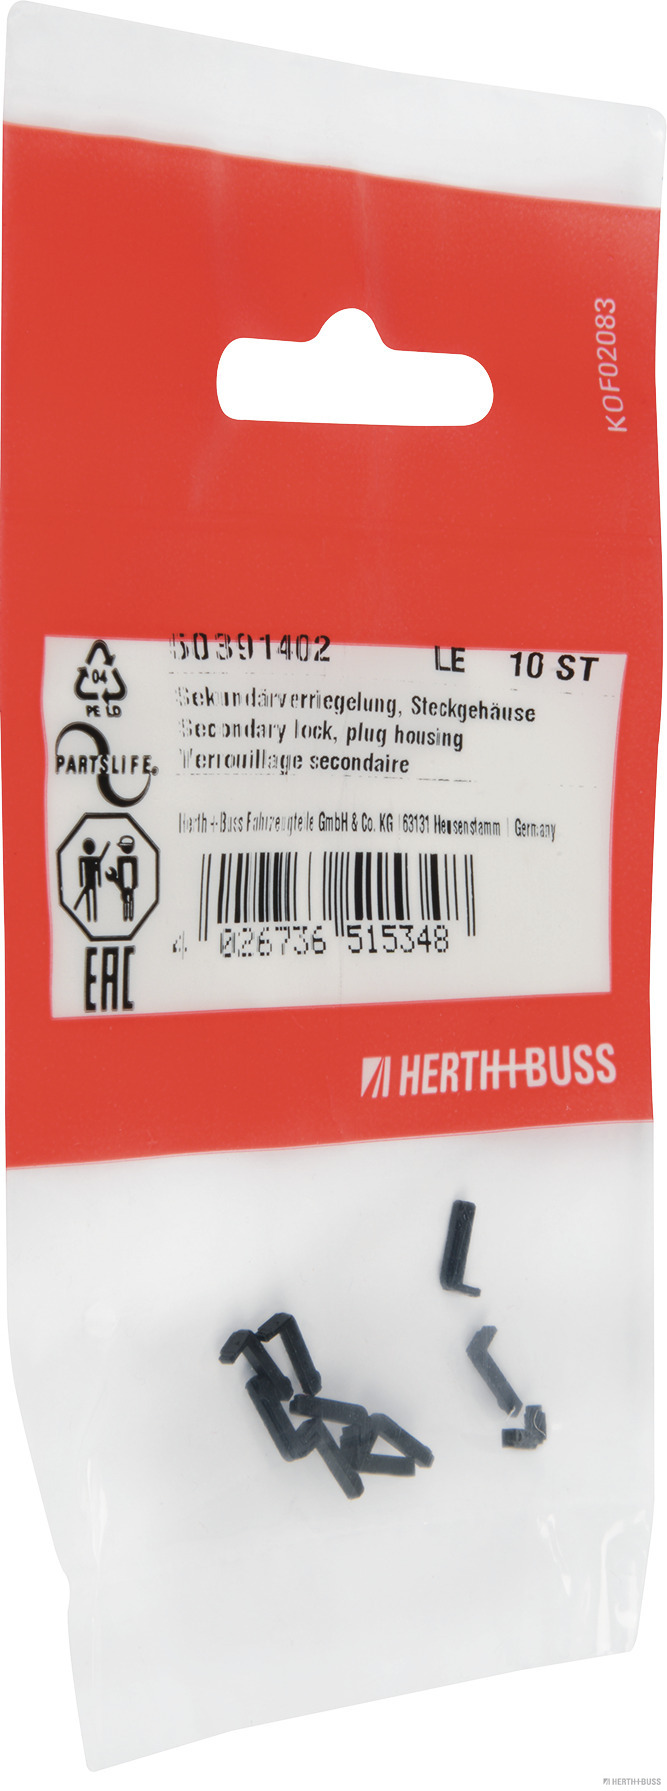 KOF02083
50391402 LE 10 ST
04
PE LD
Sekundärverriegelung, Steckgehäuse
Secondary lock, plug housing
Verrouillage secondaire
PARTSLIFE®
Herth+Buss Fahrzeugteile GmbH & Co. KG | 63131 Heusenstamm | Germany
4 026736 515348
EAC
HERTH+BUSS
HERTH+BUSS